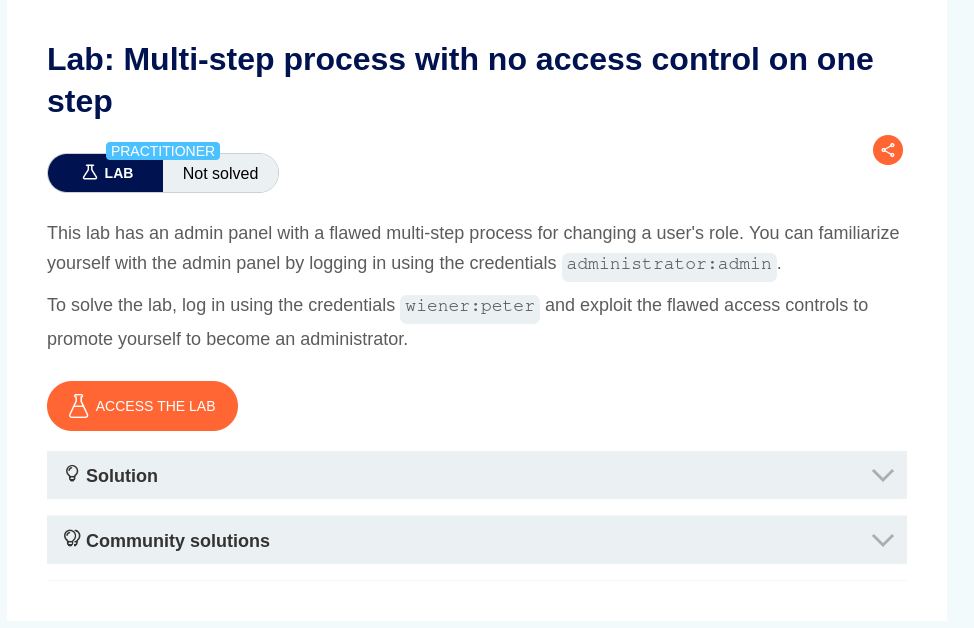 Lab: Multi-step process with no access control on one
step
PRACTITIONER
LAB
Not solved
This lab has an admin panel with a flawed multi-step process for changing a user's role. You can familiarize
yourself with the admin panel by logging in using the credentials administrator:admin.
To solve the lab, log in using the credentials wiener:peter and exploit the flawed access controls to
promote yourself to become an administrator.
ACCESS THE LAB
Solution
Community solutions